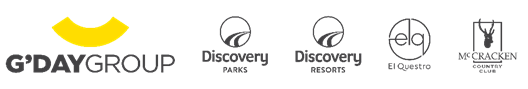 G'DAYGROUP
Discovery
PARKS
Discovery
RESORTS
elq
El Questro
McCRACKEN
COUNTRY
CLUB